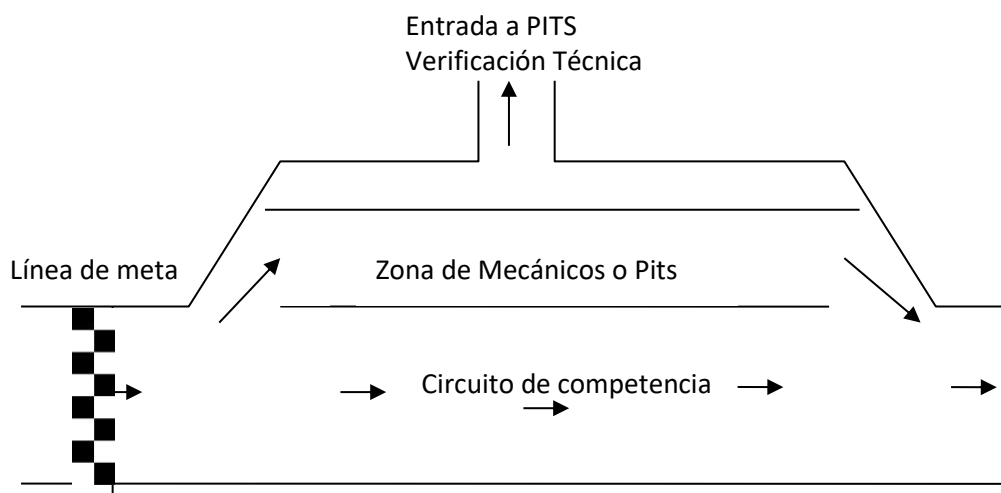 Entrada a PITS
Verificación Técnica
Línea de meta
Zona de Mecánicos o Pits
Circuito de competencia